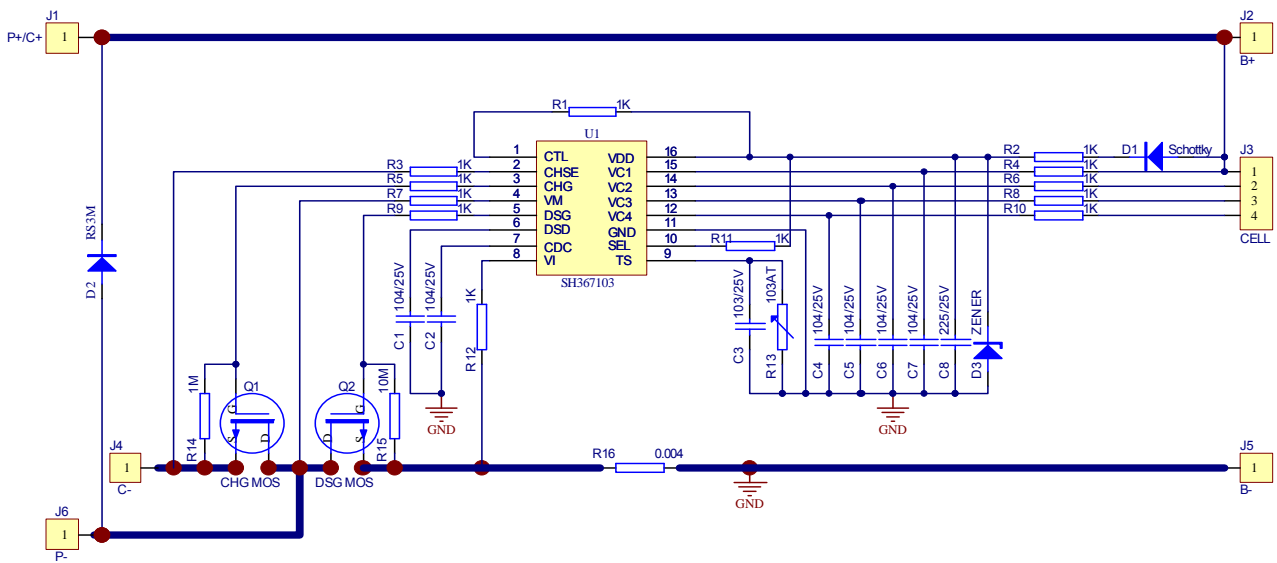 J1
J2
P+/C+
1
1
B+
R1
1K
U1
1
CTL
VDD
16
R2
1K
D1
Schottky
J3
R3
1K
2
CHSE
VC1
15
R4
1K
1
R5
1K
3
CHG
VC2
14
R6
1K
2
R7
1K
4
VM
VC3
13
R8
1K
3
R9
1K
5
DSG
VC4
12
R10
1K
4
6
DSD
GND
11
CELL
7
CDC
SEL
10
R11
1K
8
VI
TS
9
SH367103
RS3M
D2
104/25V
C1
104/25V
C2
1K
R12
103/25V
C3
103AT
R13
104/25V
C4
104/25V
C5
104/25V
C6
104/25V
C7
225/25V
C8
ZENER
D3
GND
GND
1M
R14
Q1
G
S
D
Q2
G
D
S
10M
R15
J4
1
C-
CHG MOS
DSG MOS
R16
0.004
GND
J5
1
B-
J6
1
P-